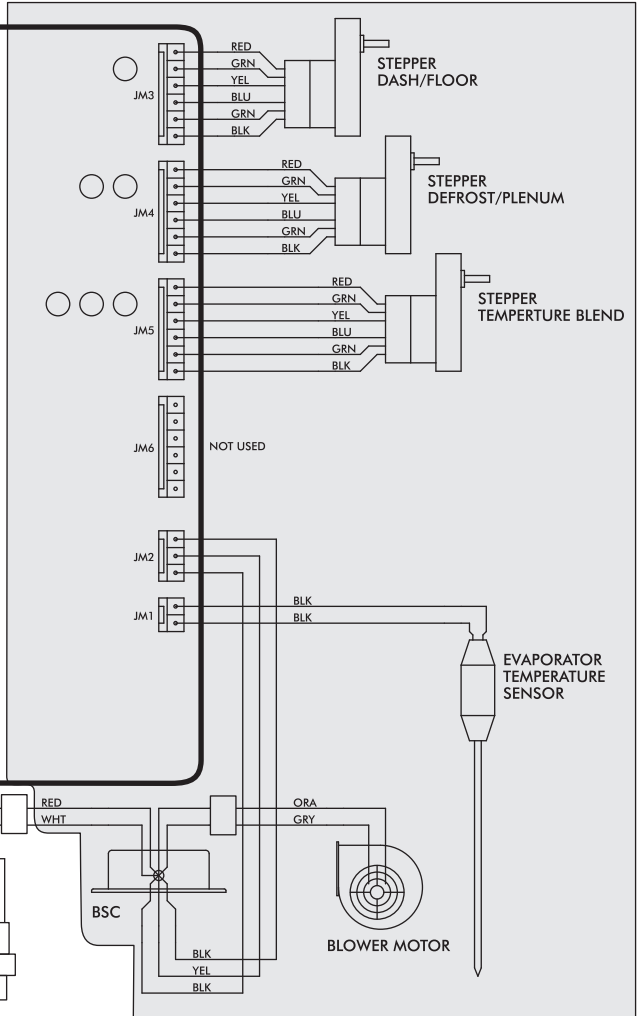 RED
GRN
YEL
JM3
BLU
GRN
BLK
STEPPER
DASH/FLOOR
RED
GRN
YEL
JM4
BLU
GRN
BLK
STEPPER
DEFROST/PLENUM
RED
GRN
YEL
JM5
BLU
GRN
BLK
STEPPER
TEMPERTURE BLEND
JM6
NOT USED
JM2
JM1
BLK
BLK
EVAPORATOR
TEMPERATURE
SENSOR
RED
WHT
ORA
GRY
BSC
BLOWER MOTOR
BLK
YEL
BLK